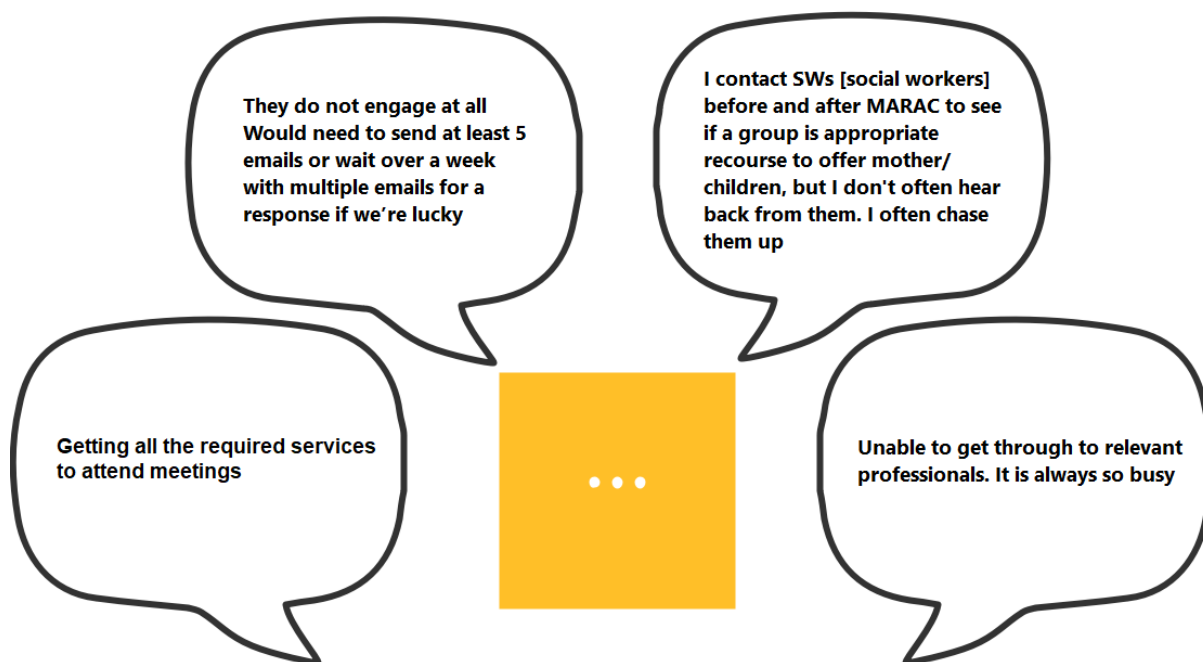 They do not engage at all
Would need to send at least 5
emails or wait over a week
with multiple emails for a
response if we’re lucky
I contact SWs [social workers]
before and after MARAC to see
if a group is appropriate
recourse to offer mother/
children, but I don't often hear
back from them. I often chase
them up
Getting all the required services
to attend meetings
Unable to get through to relevant
professionals. It is always so busy